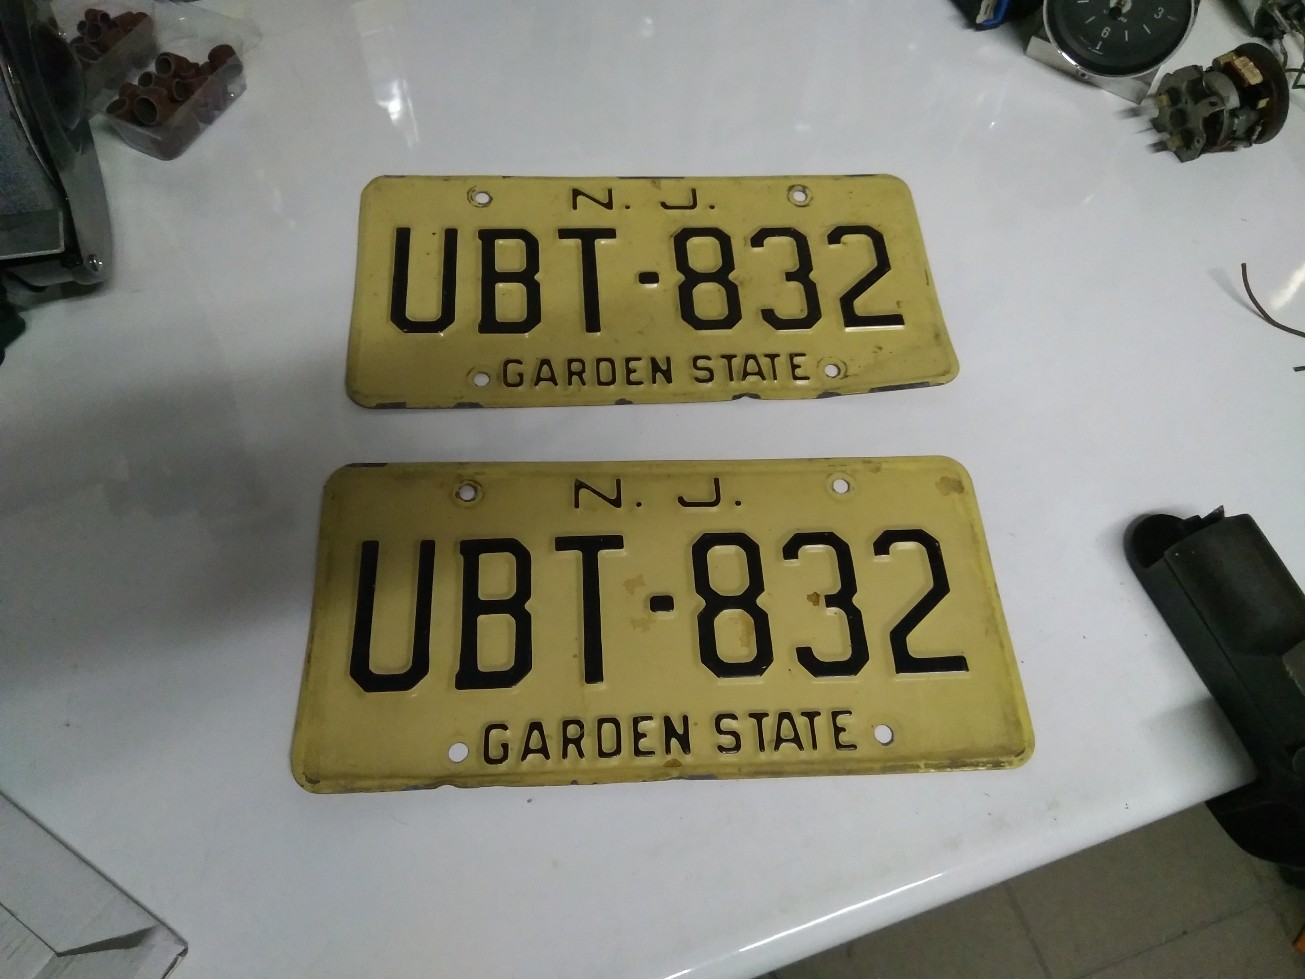 N. J.
UBT-832
GARDEN STATE
N. J.
UBT-832
GARDEN STATE